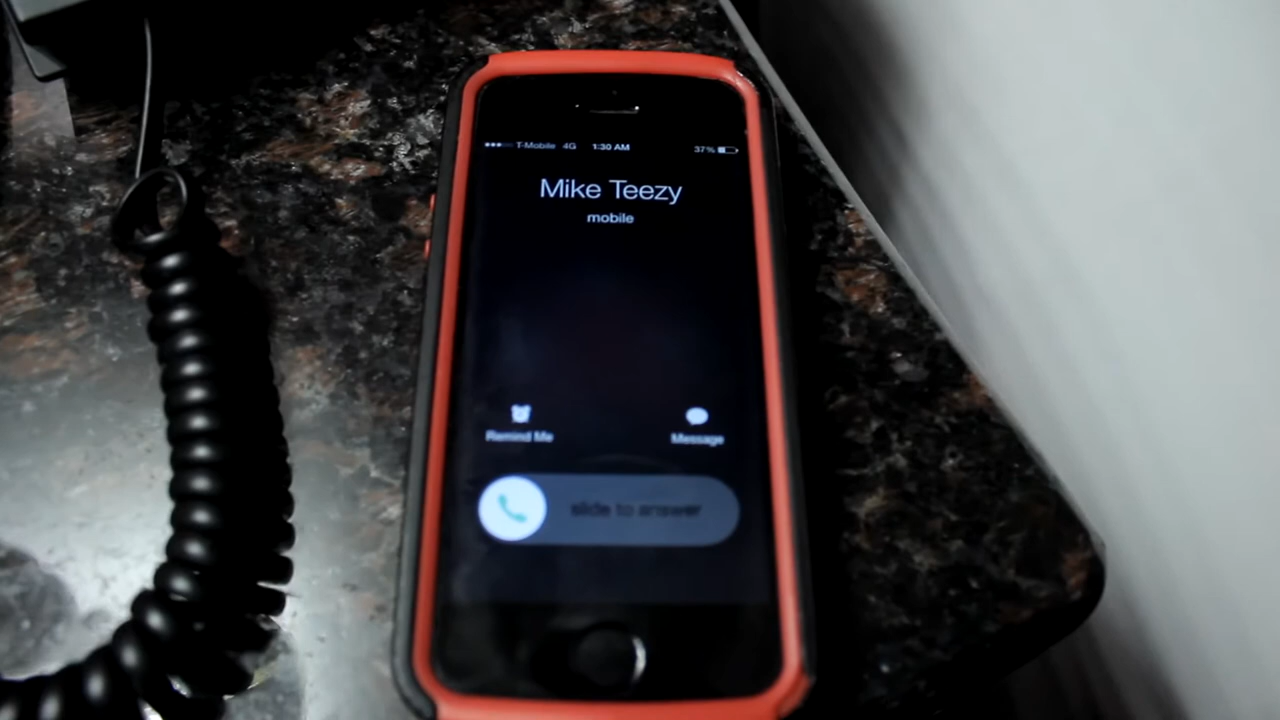 T-Mobile 4G 1:30 AM 37%
Mike Teezy
mobile
Remind Me Message
slide to answer